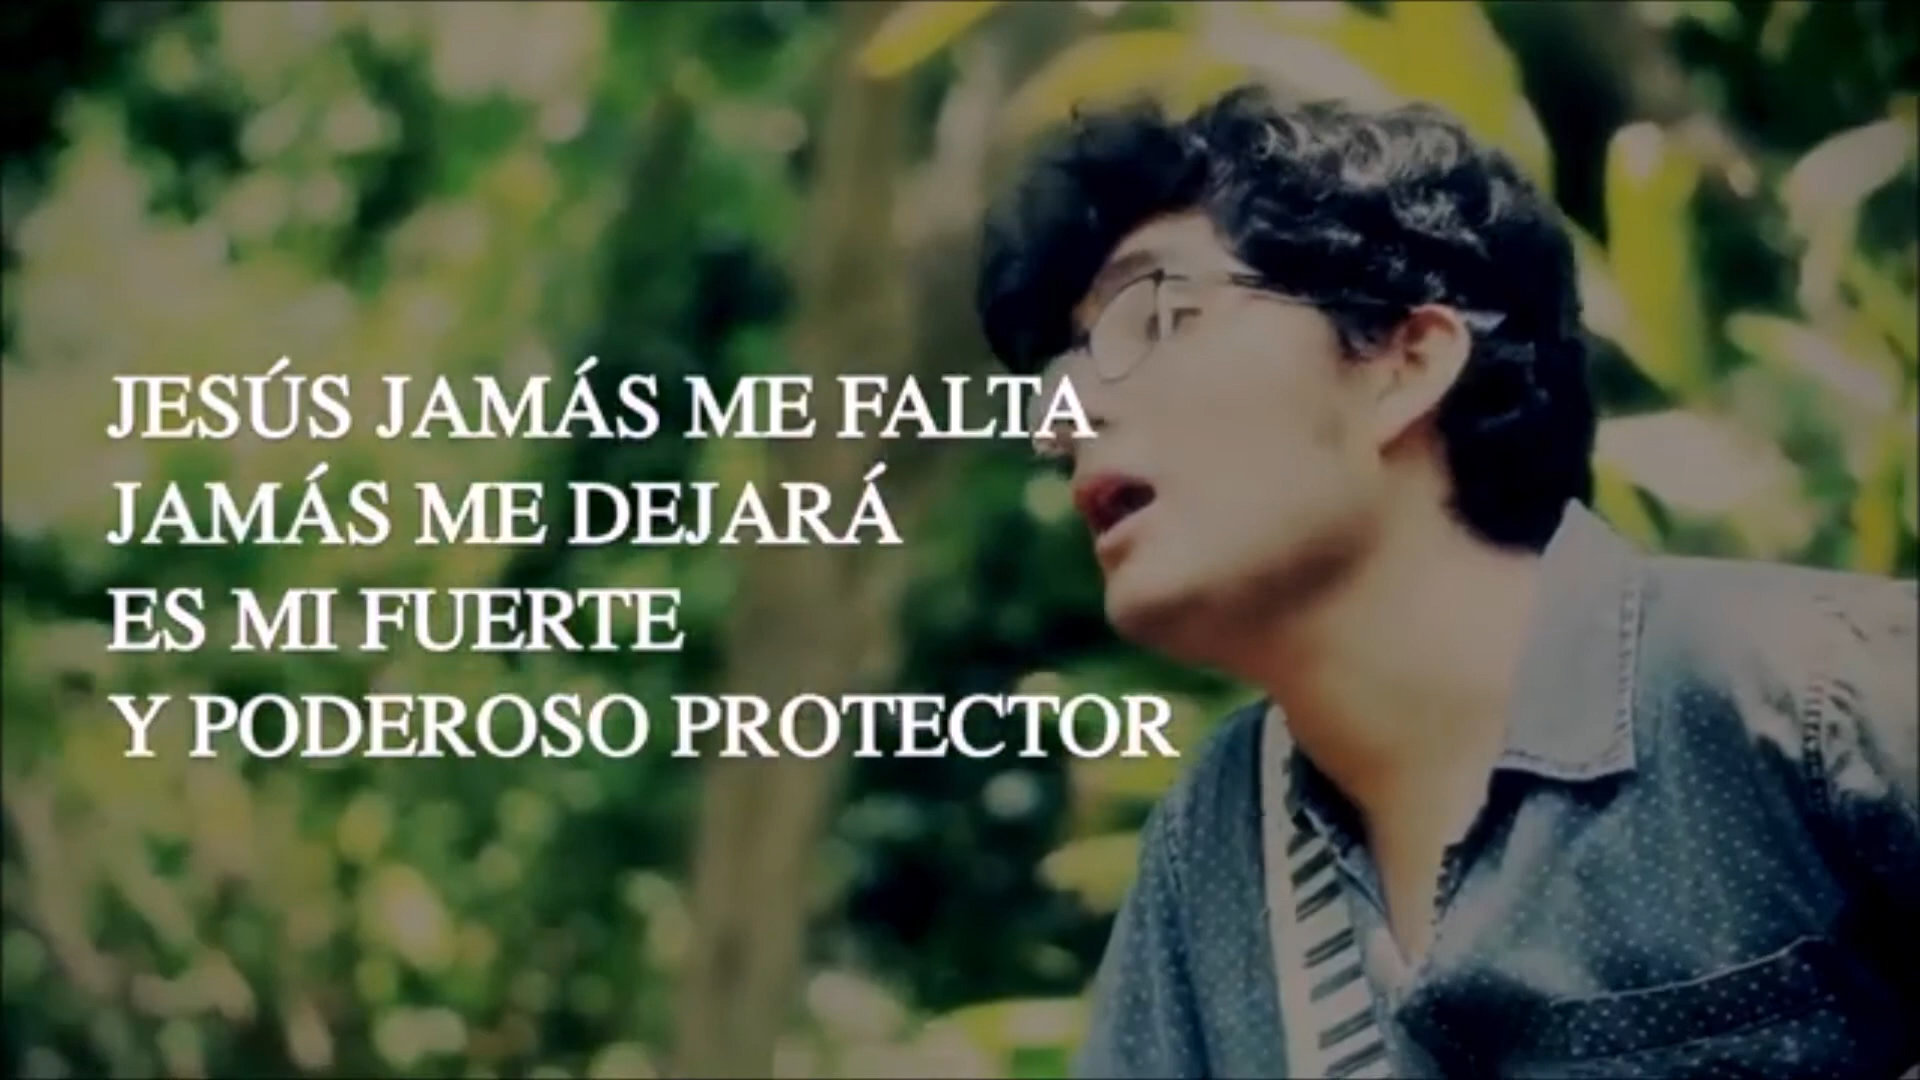 JESÚS JAMÁS ME FALTA
JAMÁS ME DEJARÁ
ES MI FUERTE
Y PODEROSO PROTECTOR